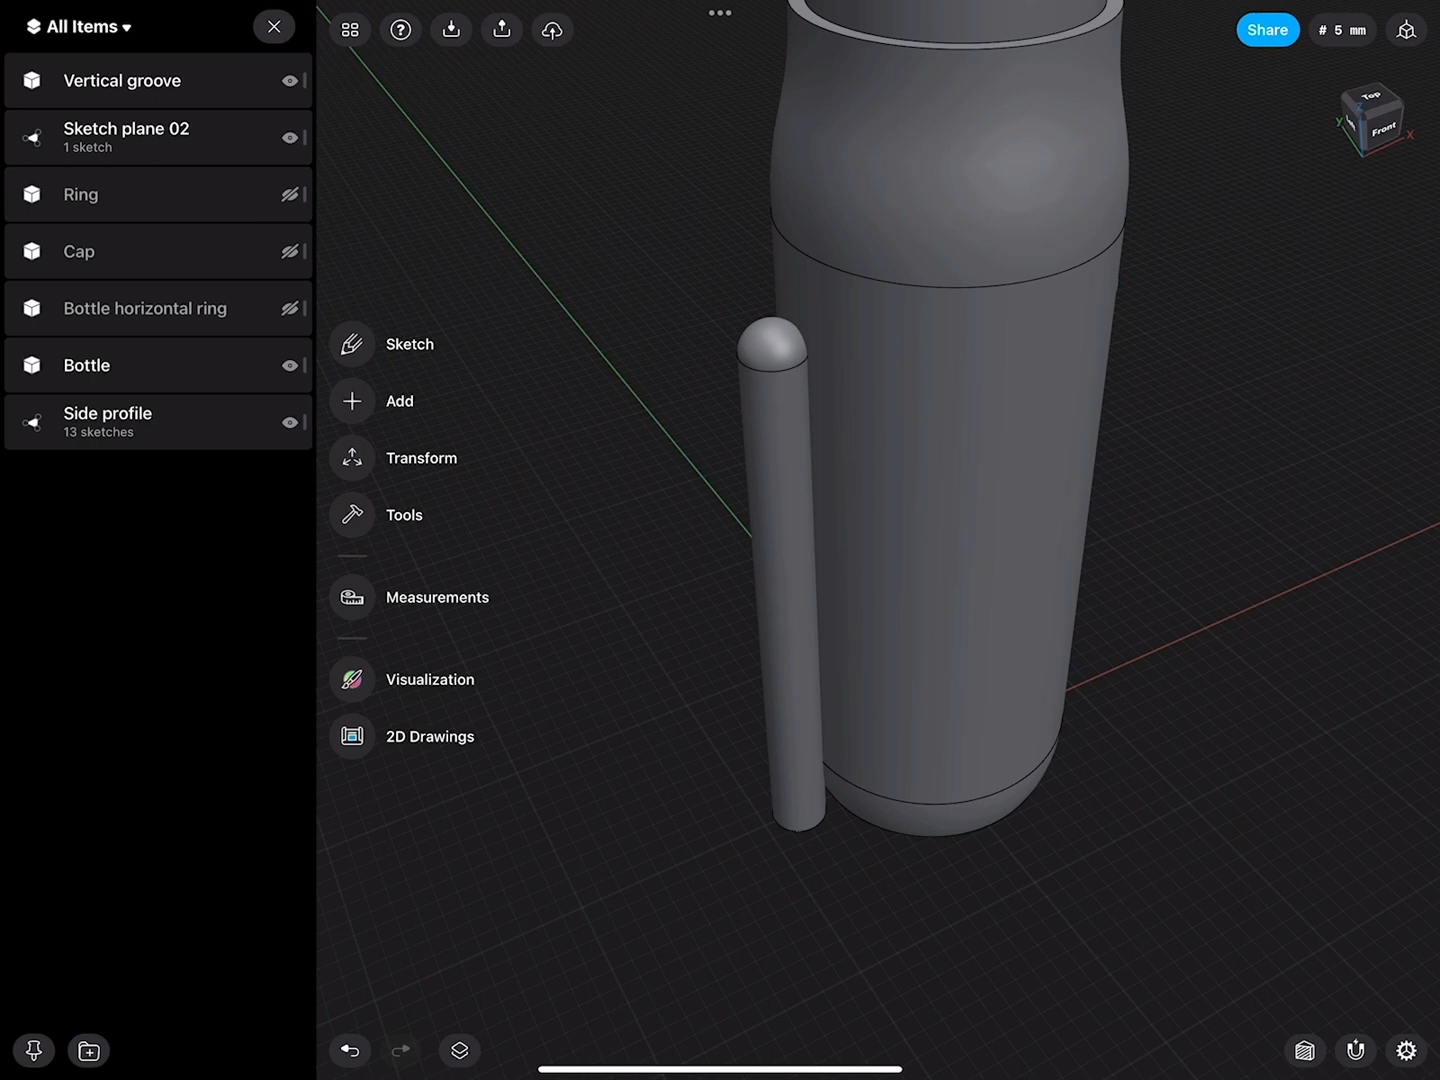 All Items
Vertical groove
Sketch plane 02
1 sketch
Ring
Cap
Bottle horizontal ring
Bottle
Side profile
13 sketches
Sketch
Add
Transform
Tools
Measurements
Visualization
2D Drawings
Share
# 5 mm
Top
Front
Z
Y
X